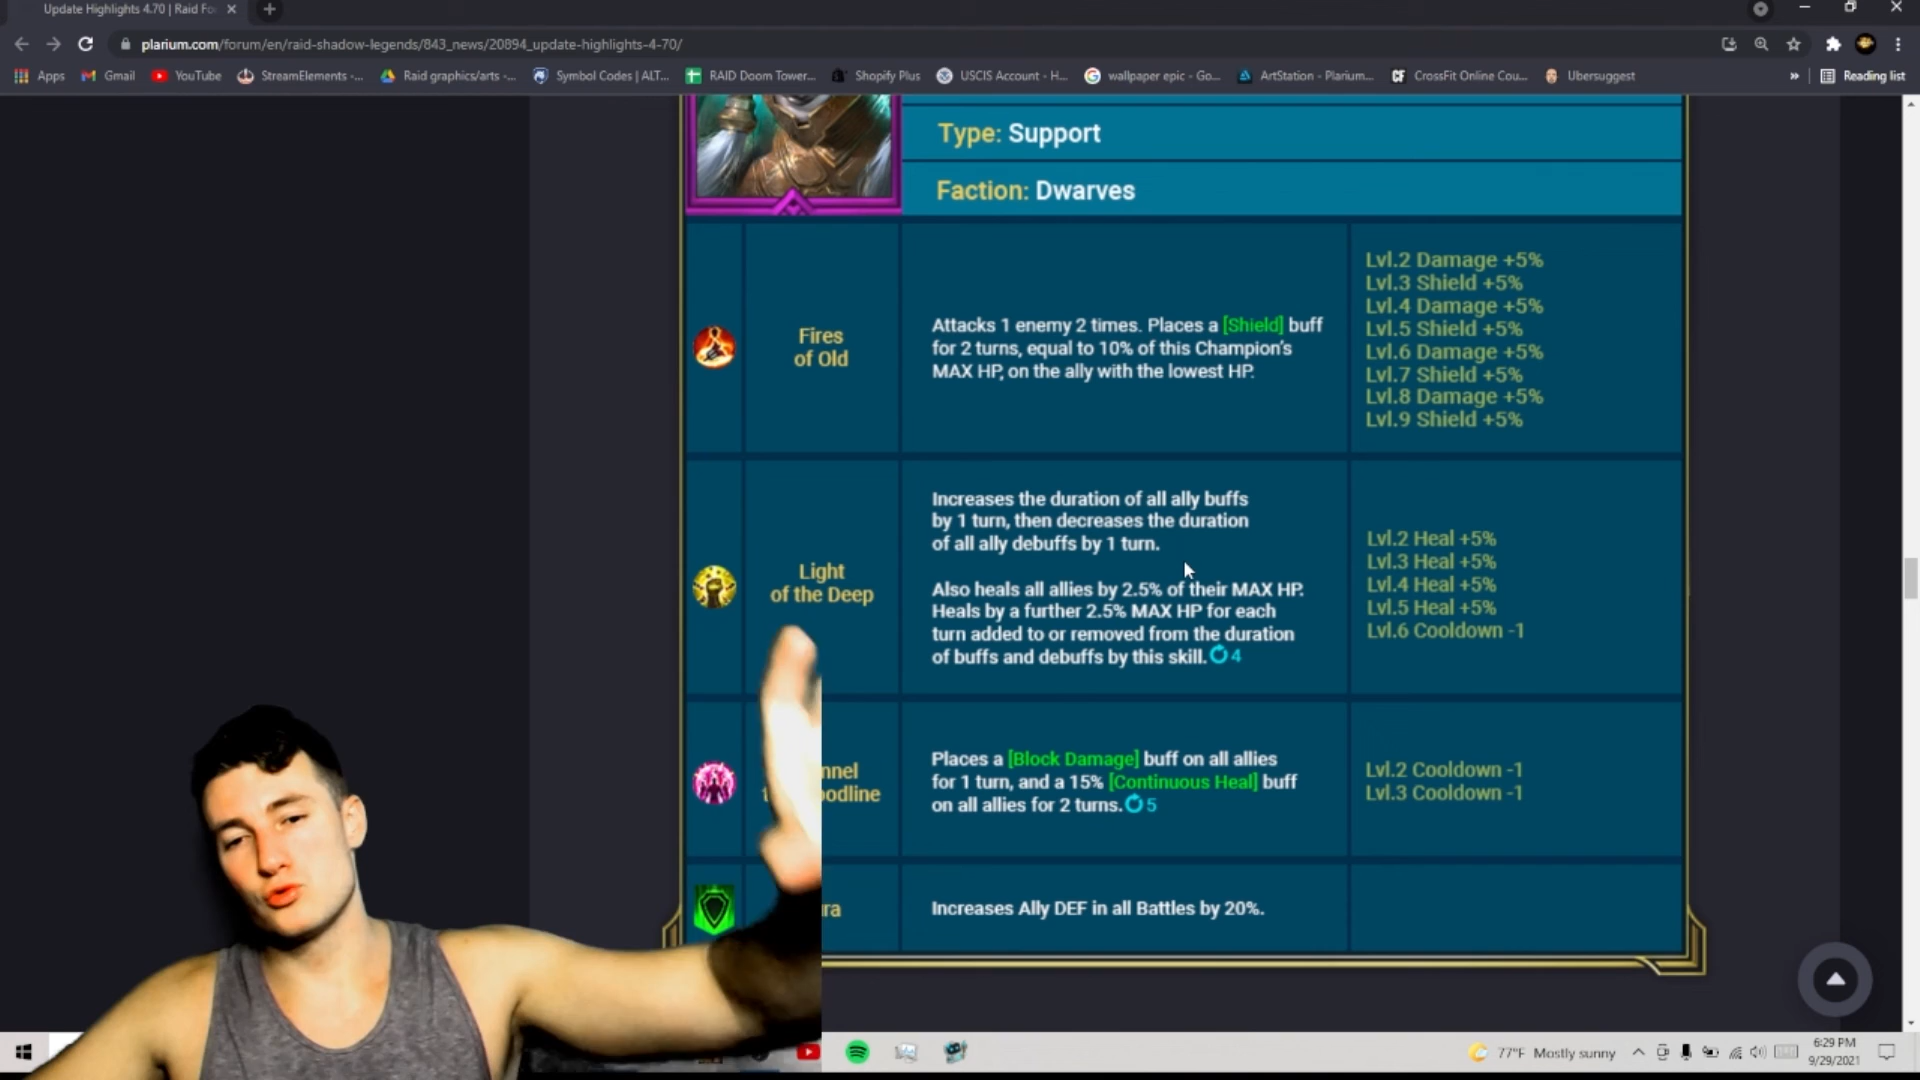 Update Highlights 4.70 | Raid Fo
plarium.com/forum/en/raid-shadow-legends/843_news/20894_update-highlights-4-70/
Apps Gmail YouTube StreamElements -... Raid graphics/arts -... Symbol Codes | ALT... RAID Doom Tower... Shopify Plus USCIS Account - H... wallpaper epic - Go... ArtStation - Plarium... CrossFit Online Cou... Ubersuggest » Reading list
Type: Support
Faction: Dwarves
Fires
of Old
Attacks 1 enemy 2 times. Places a [Shield] buff
for 2 turns, equal to 10% of this Champion's
MAX HP, on the ally with the lowest HP.
Lvl.2 Damage +5%
Lvl.3 Shield +5%
Lvl.4 Damage +5%
Lvl.5 Shield +5%
Lvl.6 Damage +5%
Lvl.7 Shield +5%
Lvl.8 Damage +5%
Lvl.9 Shield +5%
Light
of the Deep
Increases the duration of all ally buffs
by 1 turn, then decreases the duration
of all ally debuffs by 1 turn.
Also heals all allies by 2.5% of their MAX HP.
Heals by a further 2.5% MAX HP for each
turn added to or removed from the duration
of buffs and debuffs by this skill. 4
Lvl.2 Heal +5%
Lvl.3 Heal +5%
Lvl.4 Heal +5%
Lvl.5 Heal +5%
Lvl.6 Cooldown -1
nnel
odline
Places a [Block Damage] buff on all allies
for 1 turn, and a 15% [Continuous Heal] buff
on all allies for 2 turns. 5
Lvl.2 Cooldown -1
Lvl.3 Cooldown -1
ra
Increases Ally DEF in all Battles by 20%.
77°F Mostly sunny
6:29 PM
9/29/2021